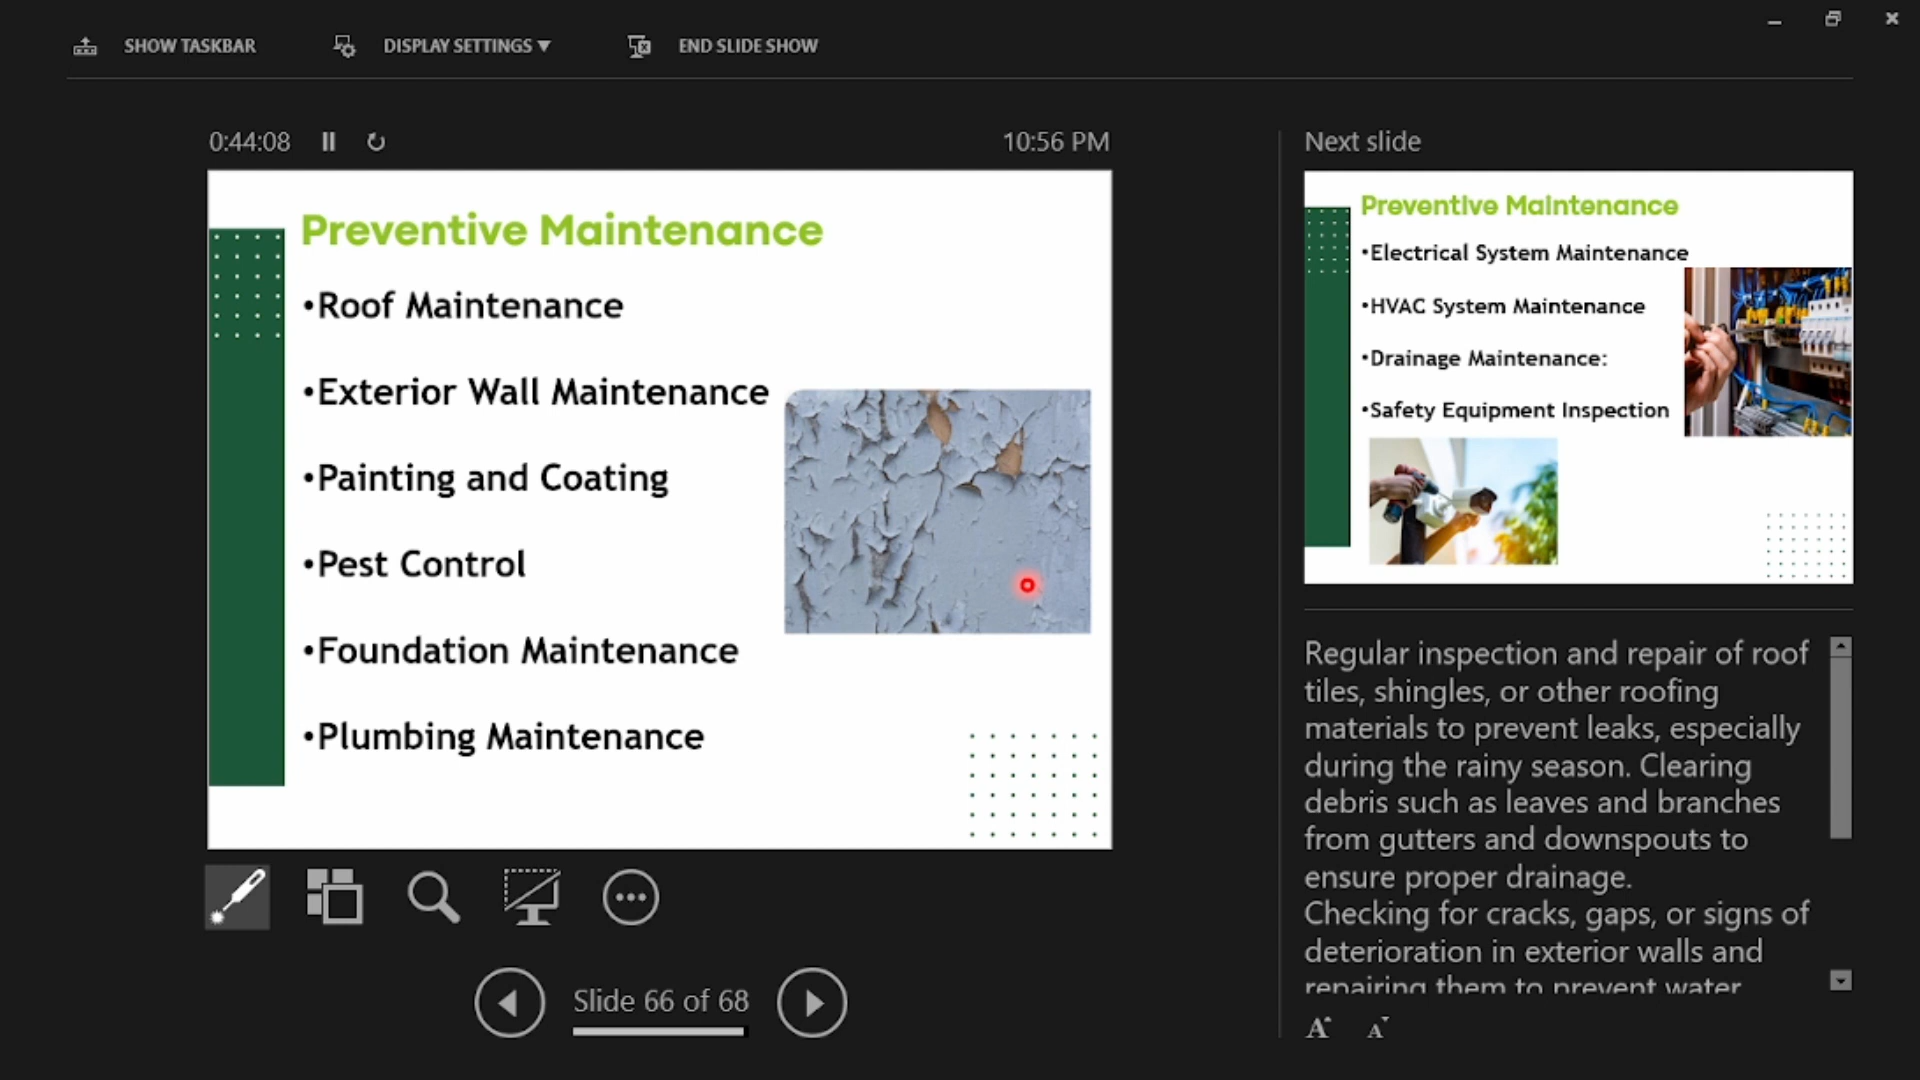 SHOW TASKBAR
DISPLAY SETTINGS ▼
END SLIDE SHOW
0:44:08
10:56 PM
Preventive Maintenance
•Roof Maintenance
•Exterior Wall Maintenance
•Painting and Coating
•Pest Control
•Foundation Maintenance
•Plumbing Maintenance
Slide 66 of 68
Next slide
Preventive Maintenance
•Electrical System Maintenance
•HVAC System Maintenance
•Drainage Maintenance:
•Safety Equipment Inspection
Regular inspection and repair of roof
tiles, shingles, or other roofing
materials to prevent leaks, especially
during the rainy season. Clearing
debris such as leaves and branches
from gutters and downspouts to
ensure proper drainage.
Checking for cracks, gaps, or signs of
deterioration in exterior walls and
repairing them to prevent water
A A